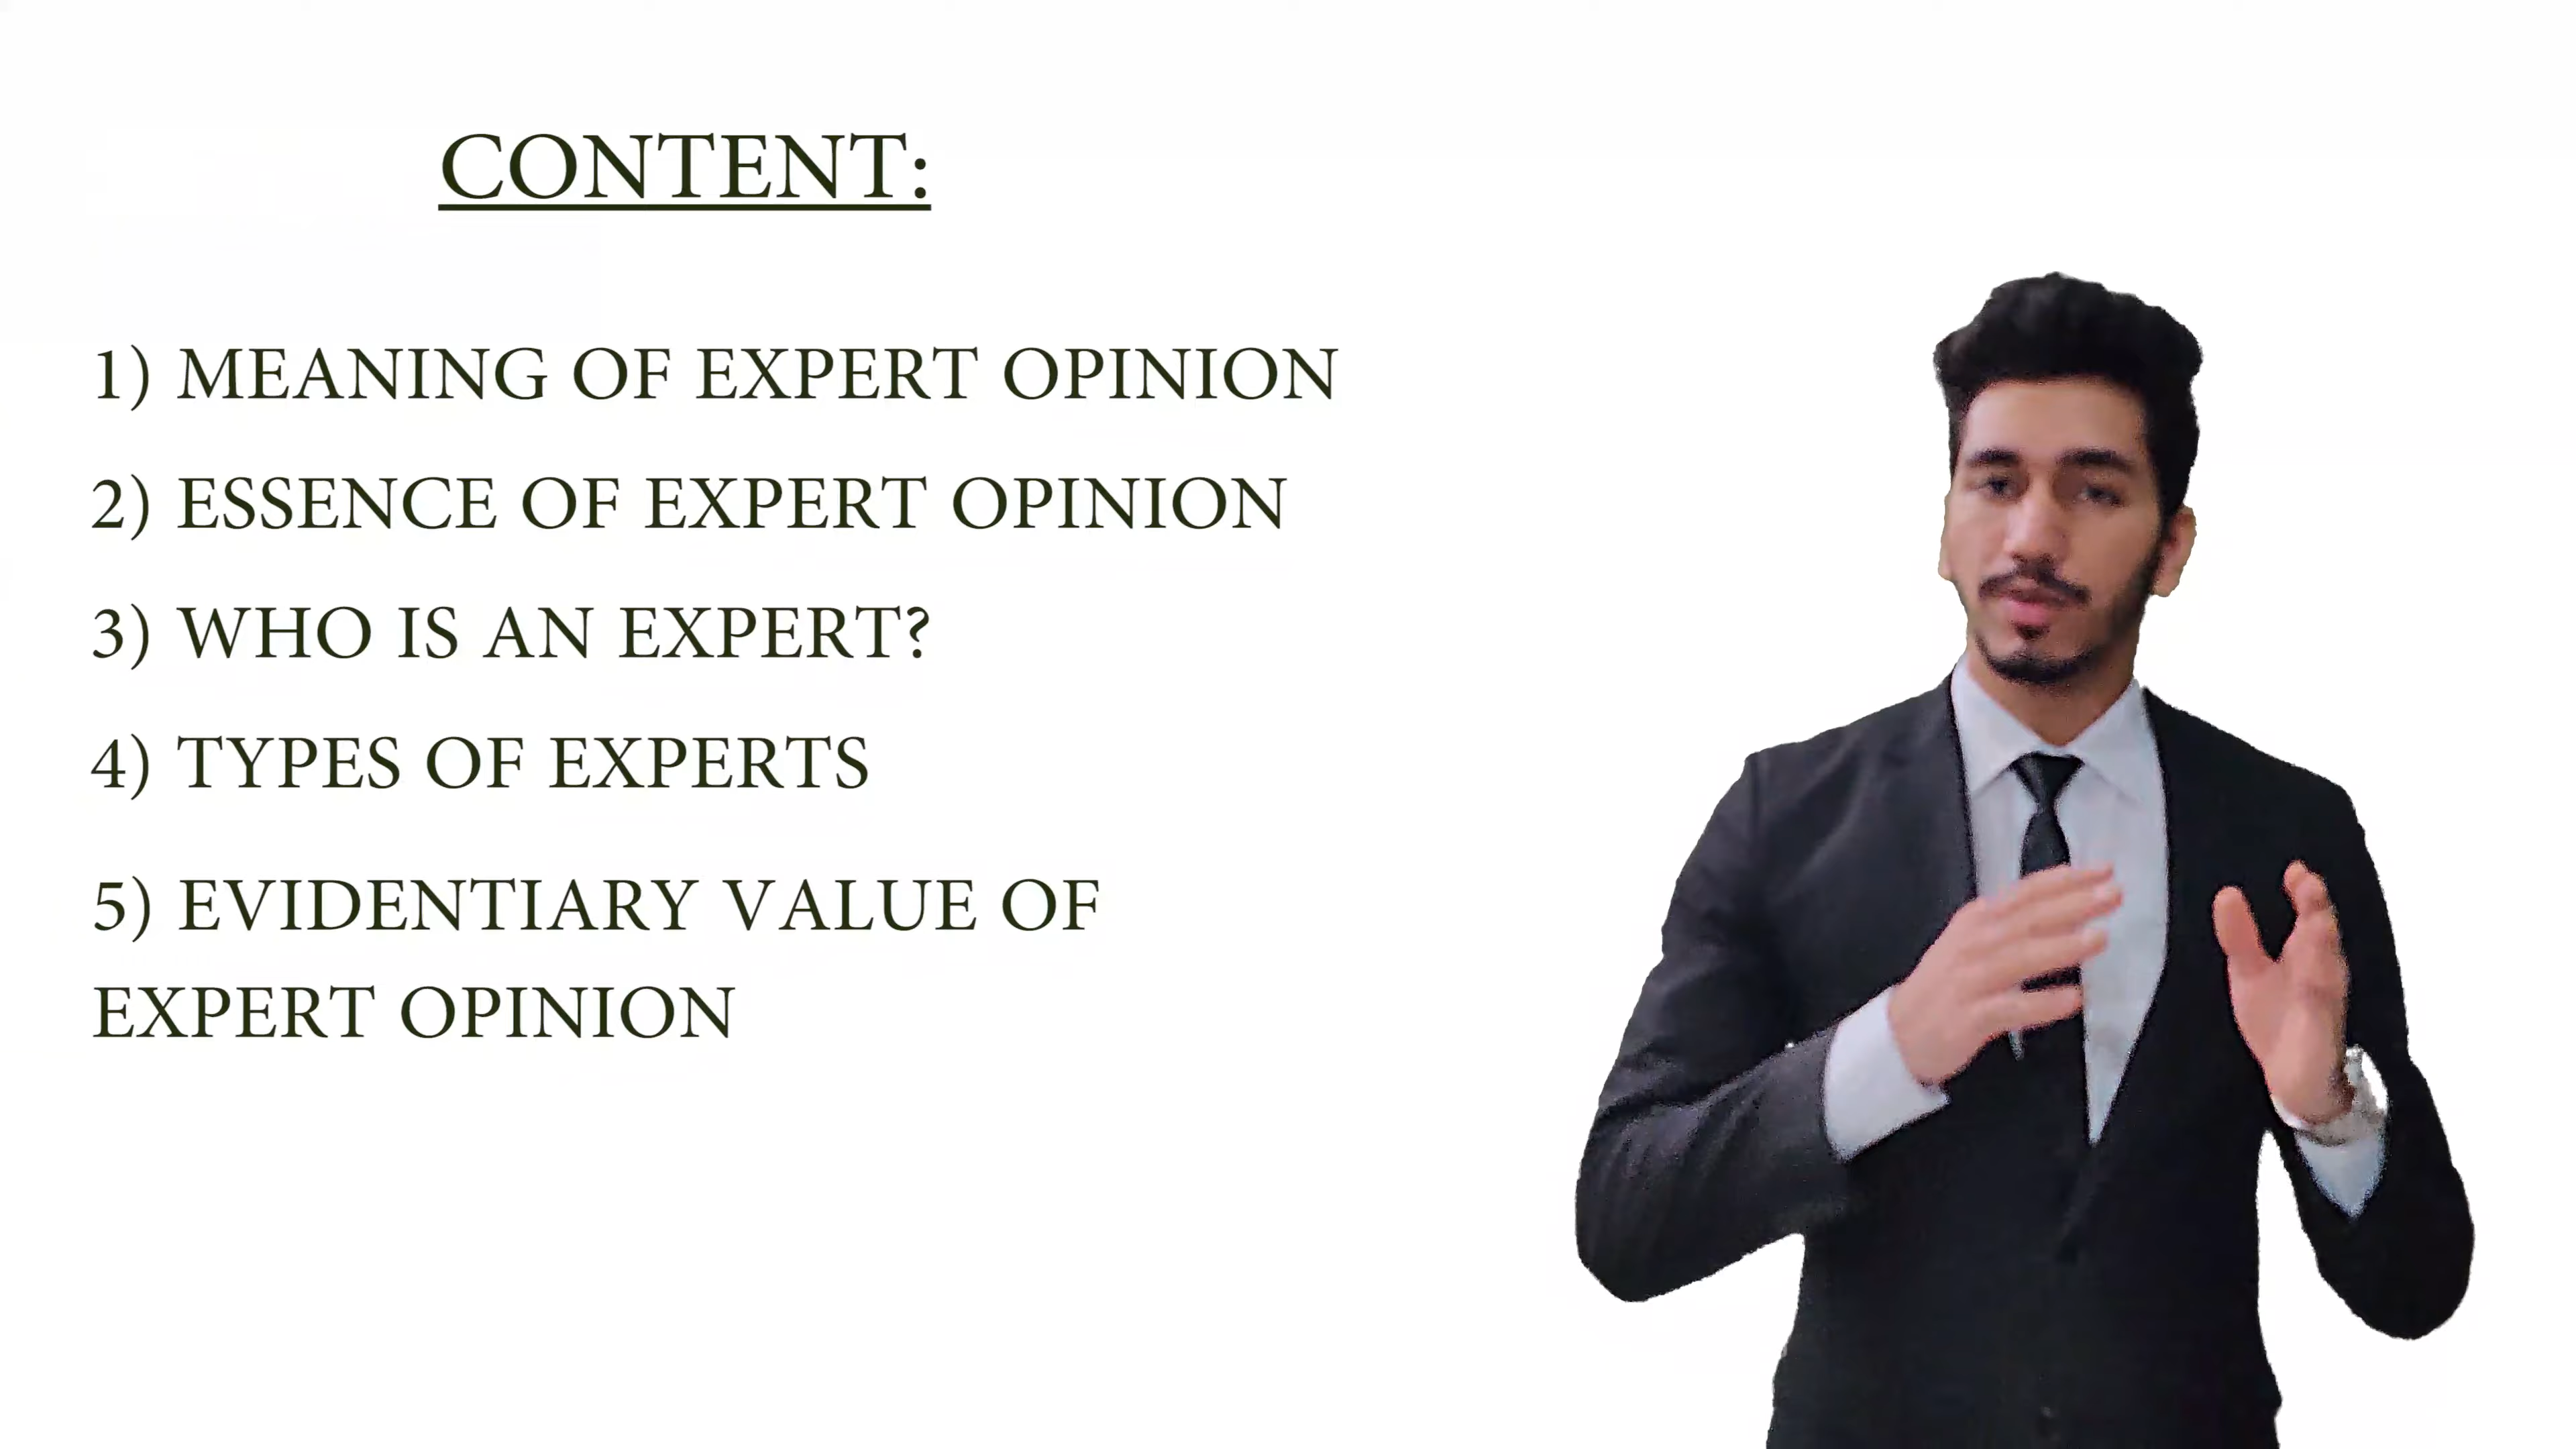 CONTENT:
1) MEANING OF EXPERT OPINION
2) ESSENCE OF EXPERT OPINION
3) WHO IS AN EXPERT?
4) TYPES OF EXPERTS
5) EVIDENTIARY VALUE OF
EXPERT OPINION